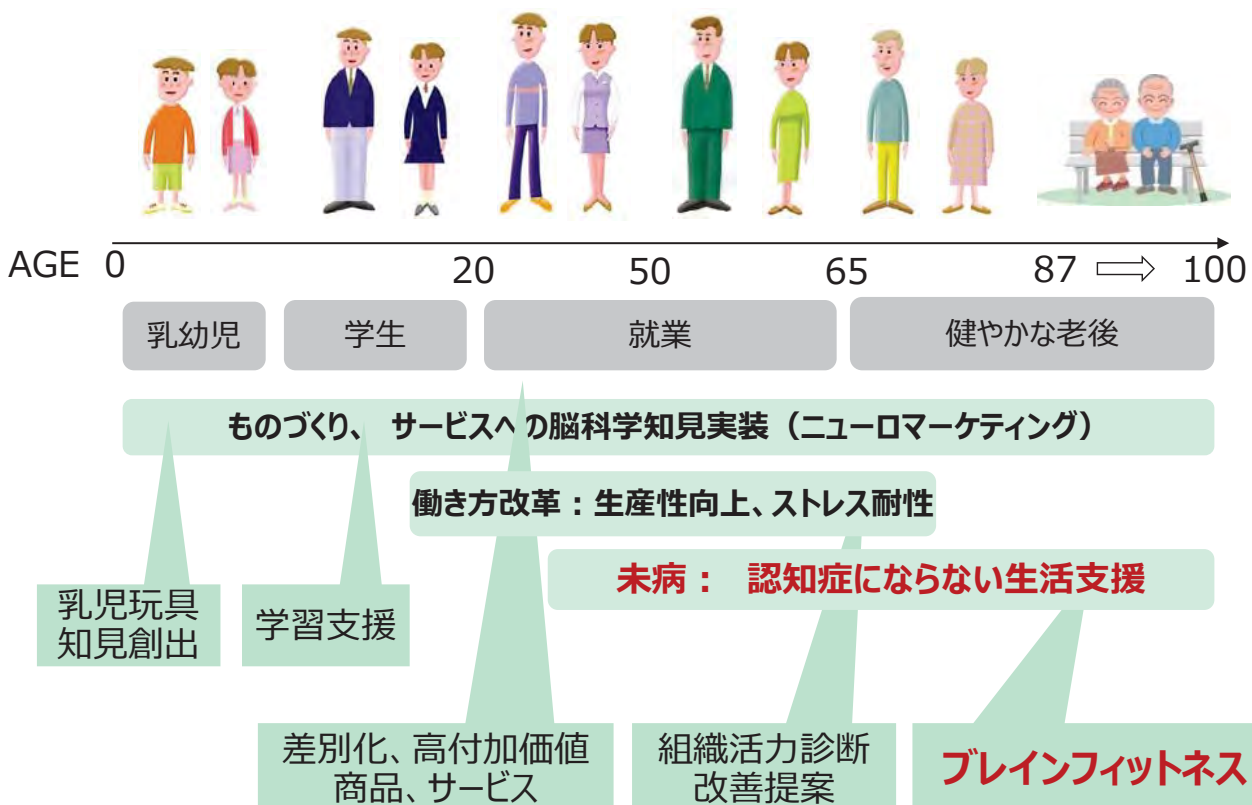 AGE 0 20 50 65 87 ⇨ 100
乳幼児 学生 就業 健やかな老後
ものづくり、 サービスへの脳科学知見実装（ニューロマーケティング）
働き方改革：生産性向上、ストレス耐性
未病： 認知症にならない生活支援
乳児玩具
知見創出
学習支援
差別化、高付加価値
商品、サービス
組織活力診断
改善提案
ブレインフィットネス